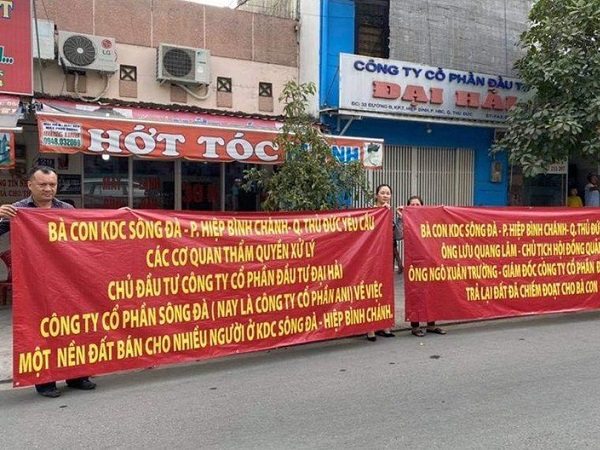 CÔNG TY CỔ PHẦN ĐẦU T
ĐẠI HẢ
HỚT TÓC
0948.932869
BÀ CON KDC SÔNG ĐÀ - P. HIỆP BÌNH CHÁNH- Q. THỦ ĐỨC YÊU CẦU
CÁC CƠ QUAN THẨM QUYỀN XỬ LÝ
CHỦ ĐẦU TƯ CÔNG TY CỔ PHẦN ĐẦU TƯ ĐẠI HẢI
CÔNG TY CỔ PHẦN SÔNG ĐÀ ( NAY LÀ CÔNG TY CỔ PHẦN ANI) VỀ VIỆC
MỘT NỀN ĐẤT BÁN CHO NHIỀU NGƯỜI Ở KDC SÔNG ĐÀ - HIỆP BÌNH CHÁNH.
BÀ CON KDC SÔNG ĐÀ - P. HIỆP BÌNH CHÁNH- Q. THỦ Đ
ÔNG LƯU QUANG LÃM - CHỦ TỊCH HỘI ĐỒNG QUẢN
ÔNG NGÔ XUÂN TRƯỜNG - GIÁM ĐỐC CÔNG TY CỔ PHẦN Đ
TRẢ LẠI ĐẤT ĐÃ CHIẾM ĐOẠT CHO BÀ CON